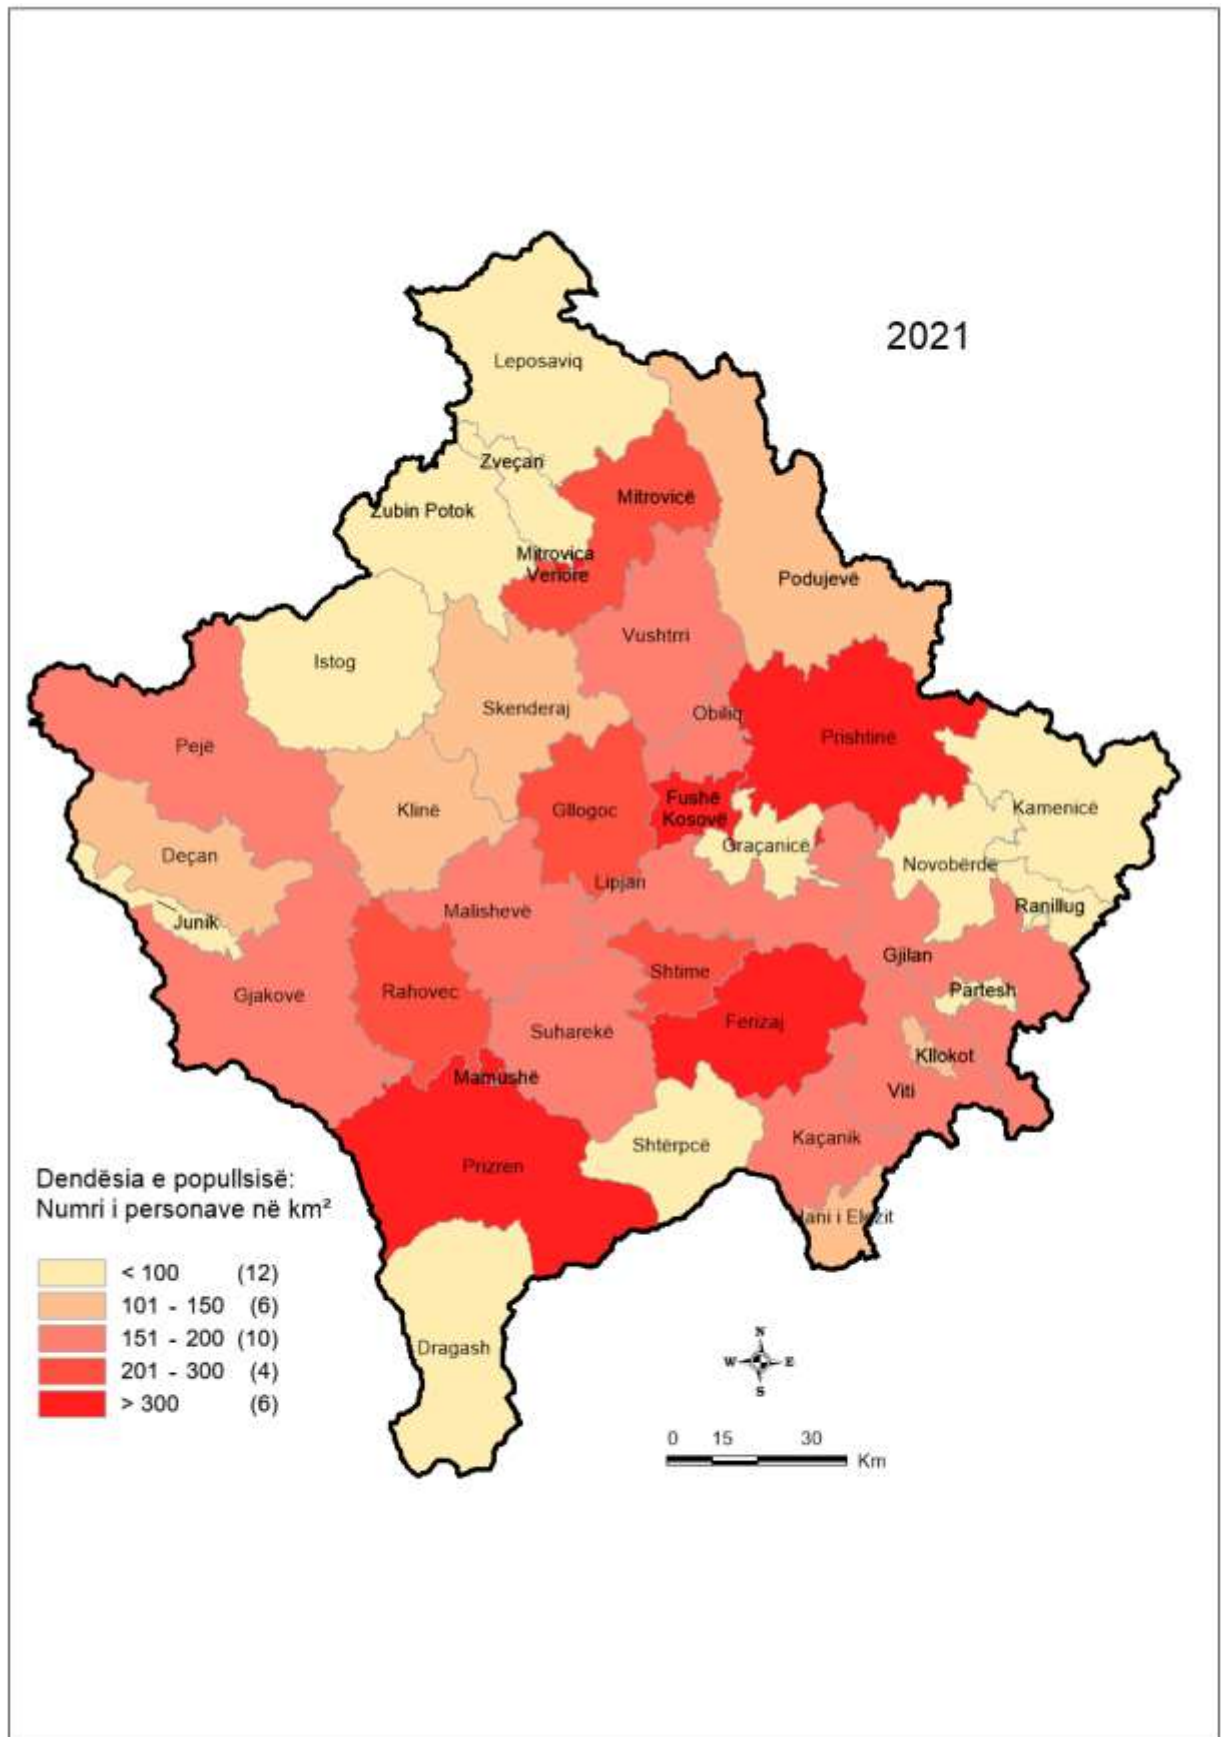 2021
Leposaviq
Zveçan
Mitrovicë
Zubin Potok
Mitrovica
Veriore
Podujevë
Vushtrri
Istog
Skenderaj
Obiliq
Pejë
Prishtinë
Fushë
Kosovë
Klinë
Gllogoc
Kamenicë
Graçanicë
Deçan
Novobërde
Lipjan
Malishevë
Ranillug
Junik
Gjilan
Shtime
Gjakovë
Rahovec
Partesh
Ferizaj
Suharekë
Kllokot
Mamushë
Viti
Kaçanik
Shtërpcë
Prizren
Dendësia e popullsisë:
Numri i personave në km²
Hani i Elezit
< 100 (12)
101 - 150 (6)
151 - 200 (10)
201 - 300 (4)
> 300 (6)
Dragash
N
W E
S
0 15 30
Km